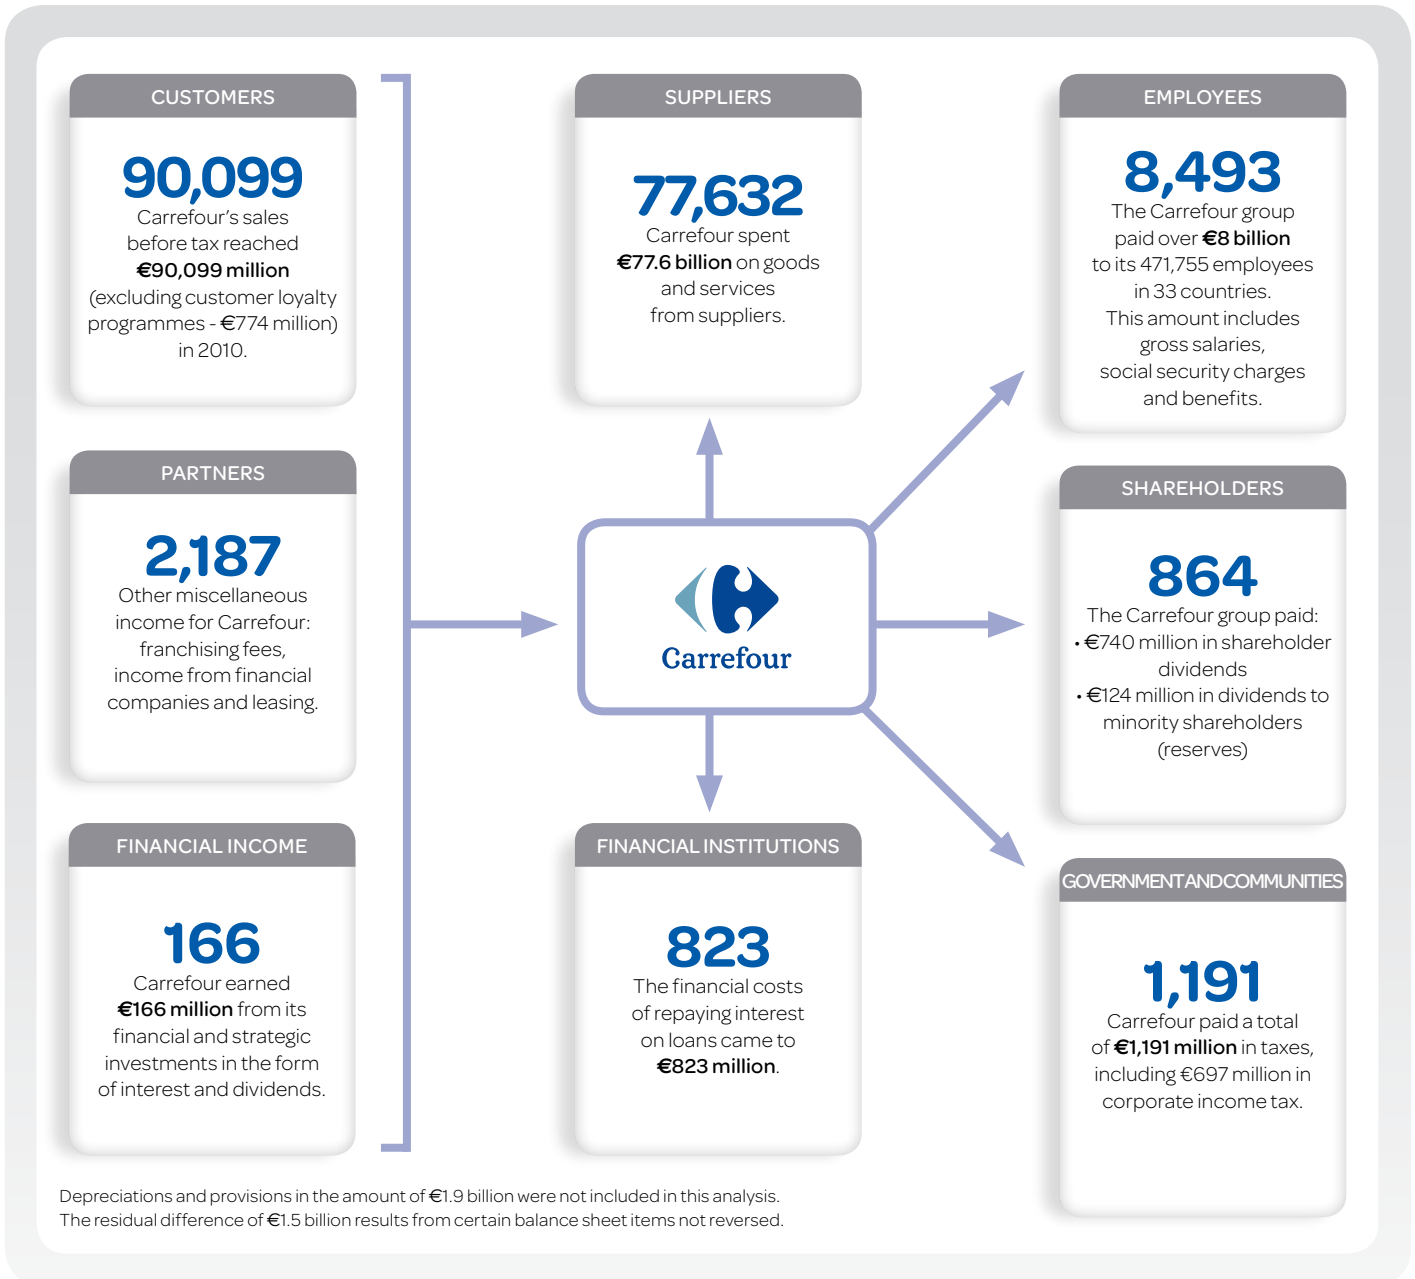 CUSTOMERS
90,099
Carrefour's sales
before tax reached
€90,099 million
(excluding customer loyalty
programmes - €774 million)
in 2010.
PARTNERS
2,187
Other miscellaneous
income for Carrefour:
franchising fees,
income from financial
companies and leasing.
FINANCIAL INCOME
166
Carrefour earned
€166 million from its
financial and strategic
investments in the form
of interest and dividends.
SUPPLIERS
77,632
Carrefour spent
€77.6 billion on goods
and services
from suppliers.
Carrefour
FINANCIAL INSTITUTIONS
823
The financial costs
of repaying interest
on loans came to
€823 million.
EMPLOYEES
8,493
The Carrefour group
paid over €8 billion
to its 471,755 employees
in 33 countries.
This amount includes
gross salaries,
social security charges
and benefits.
SHAREHOLDERS
864
The Carrefour group paid:
• €740 million in shareholder
dividends
• €124 million in dividends to
minority shareholders
(reserves)
GOVERNMENT AND COMMUNITIES
1,191
Carrefour paid a total
of €1,191 million in taxes,
including €697 million in
corporate income tax.
Depreciations and provisions in the amount of €1.9 billion were not included in this analysis.
The residual difference of €1.5 billion results from certain balance sheet items not reversed.